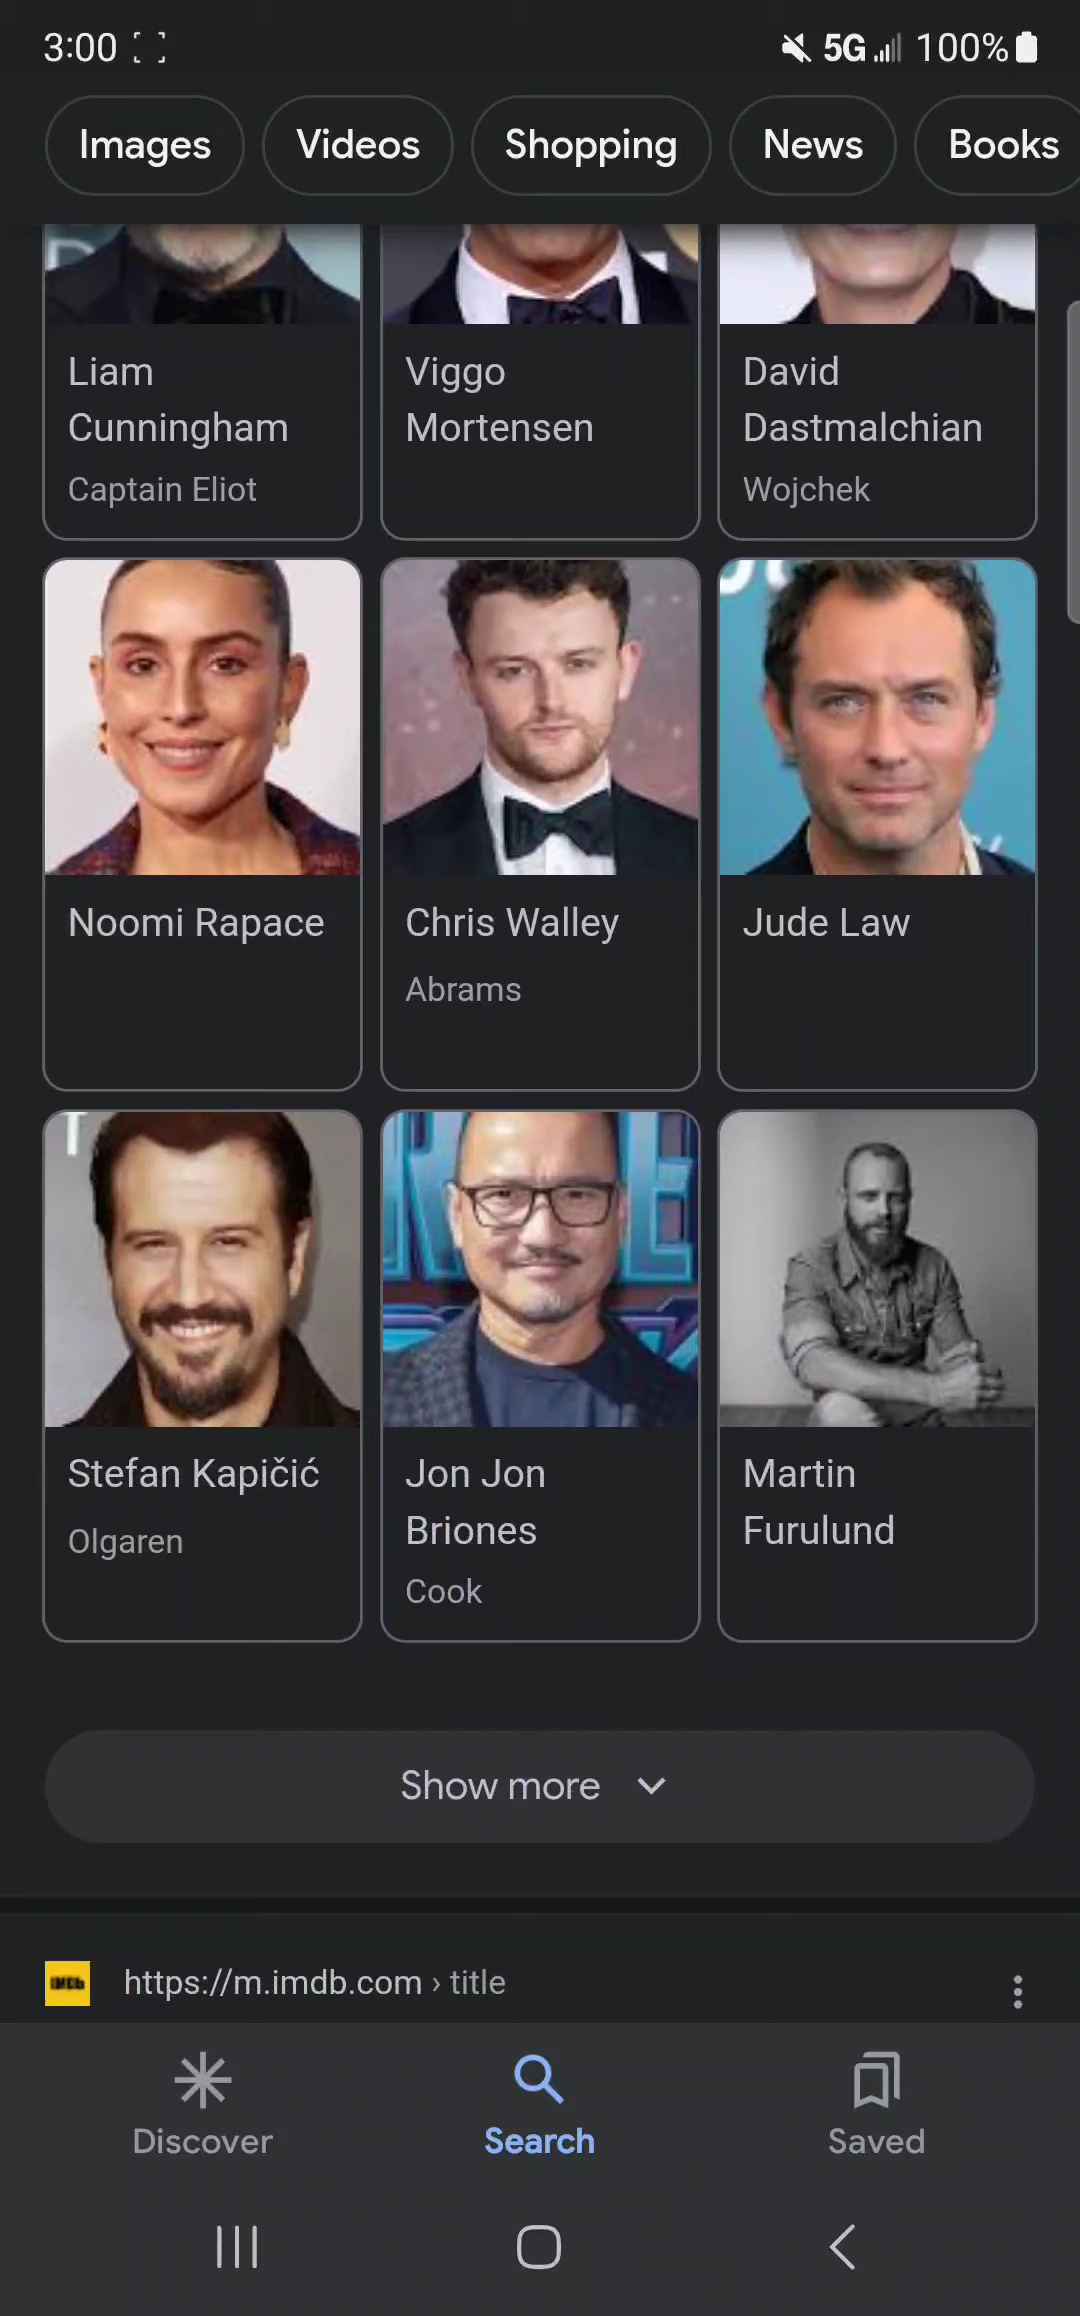 3:00 5G 100%
Images Videos Shopping News Books
Liam Cunningham
Captain Eliot
Viggo Mortensen
David Dastmalchian
Wojchek
Noomi Rapace
Chris Walley
Abrams
Jude Law
Stefan Kapičić
Olgaren
Jon Jon Briones
Cook
Martin Furulund
Show more
IMDb https://m.imdb.com › title
Discover Search Saved